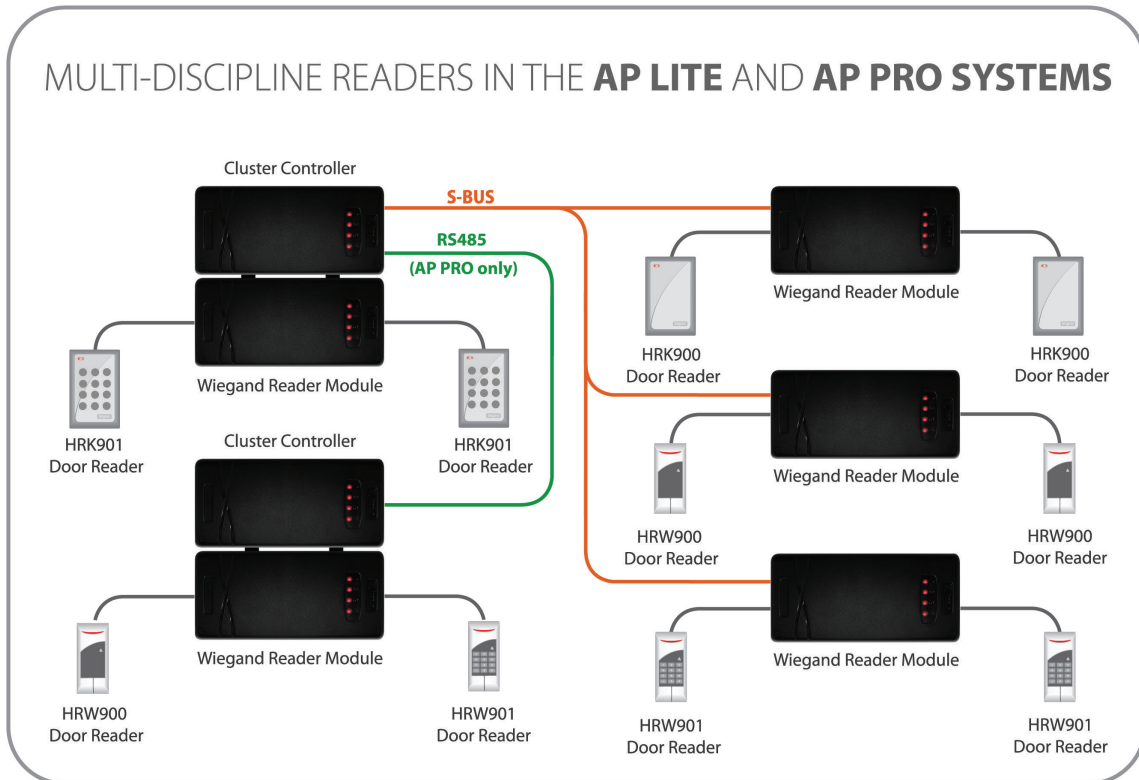 MULTI-DISCIPLINE READERS IN THE AP LITE AND AP PRO SYSTEMS
Cluster Controller
S-BUS
RS485
(AP PRO only)
Wiegand Reader Module
HRK901
Door Reader
HRK901
Door Reader
Cluster Controller
Wiegand Reader Module
HRW900
Door Reader
HRW901
Door Reader
Wiegand Reader Module
HRK900
Door Reader
HRK900
Door Reader
Wiegand Reader Module
HRW900
Door Reader
HRW900
Door Reader
Wiegand Reader Module
HRW901
Door Reader
HRW901
Door Reader